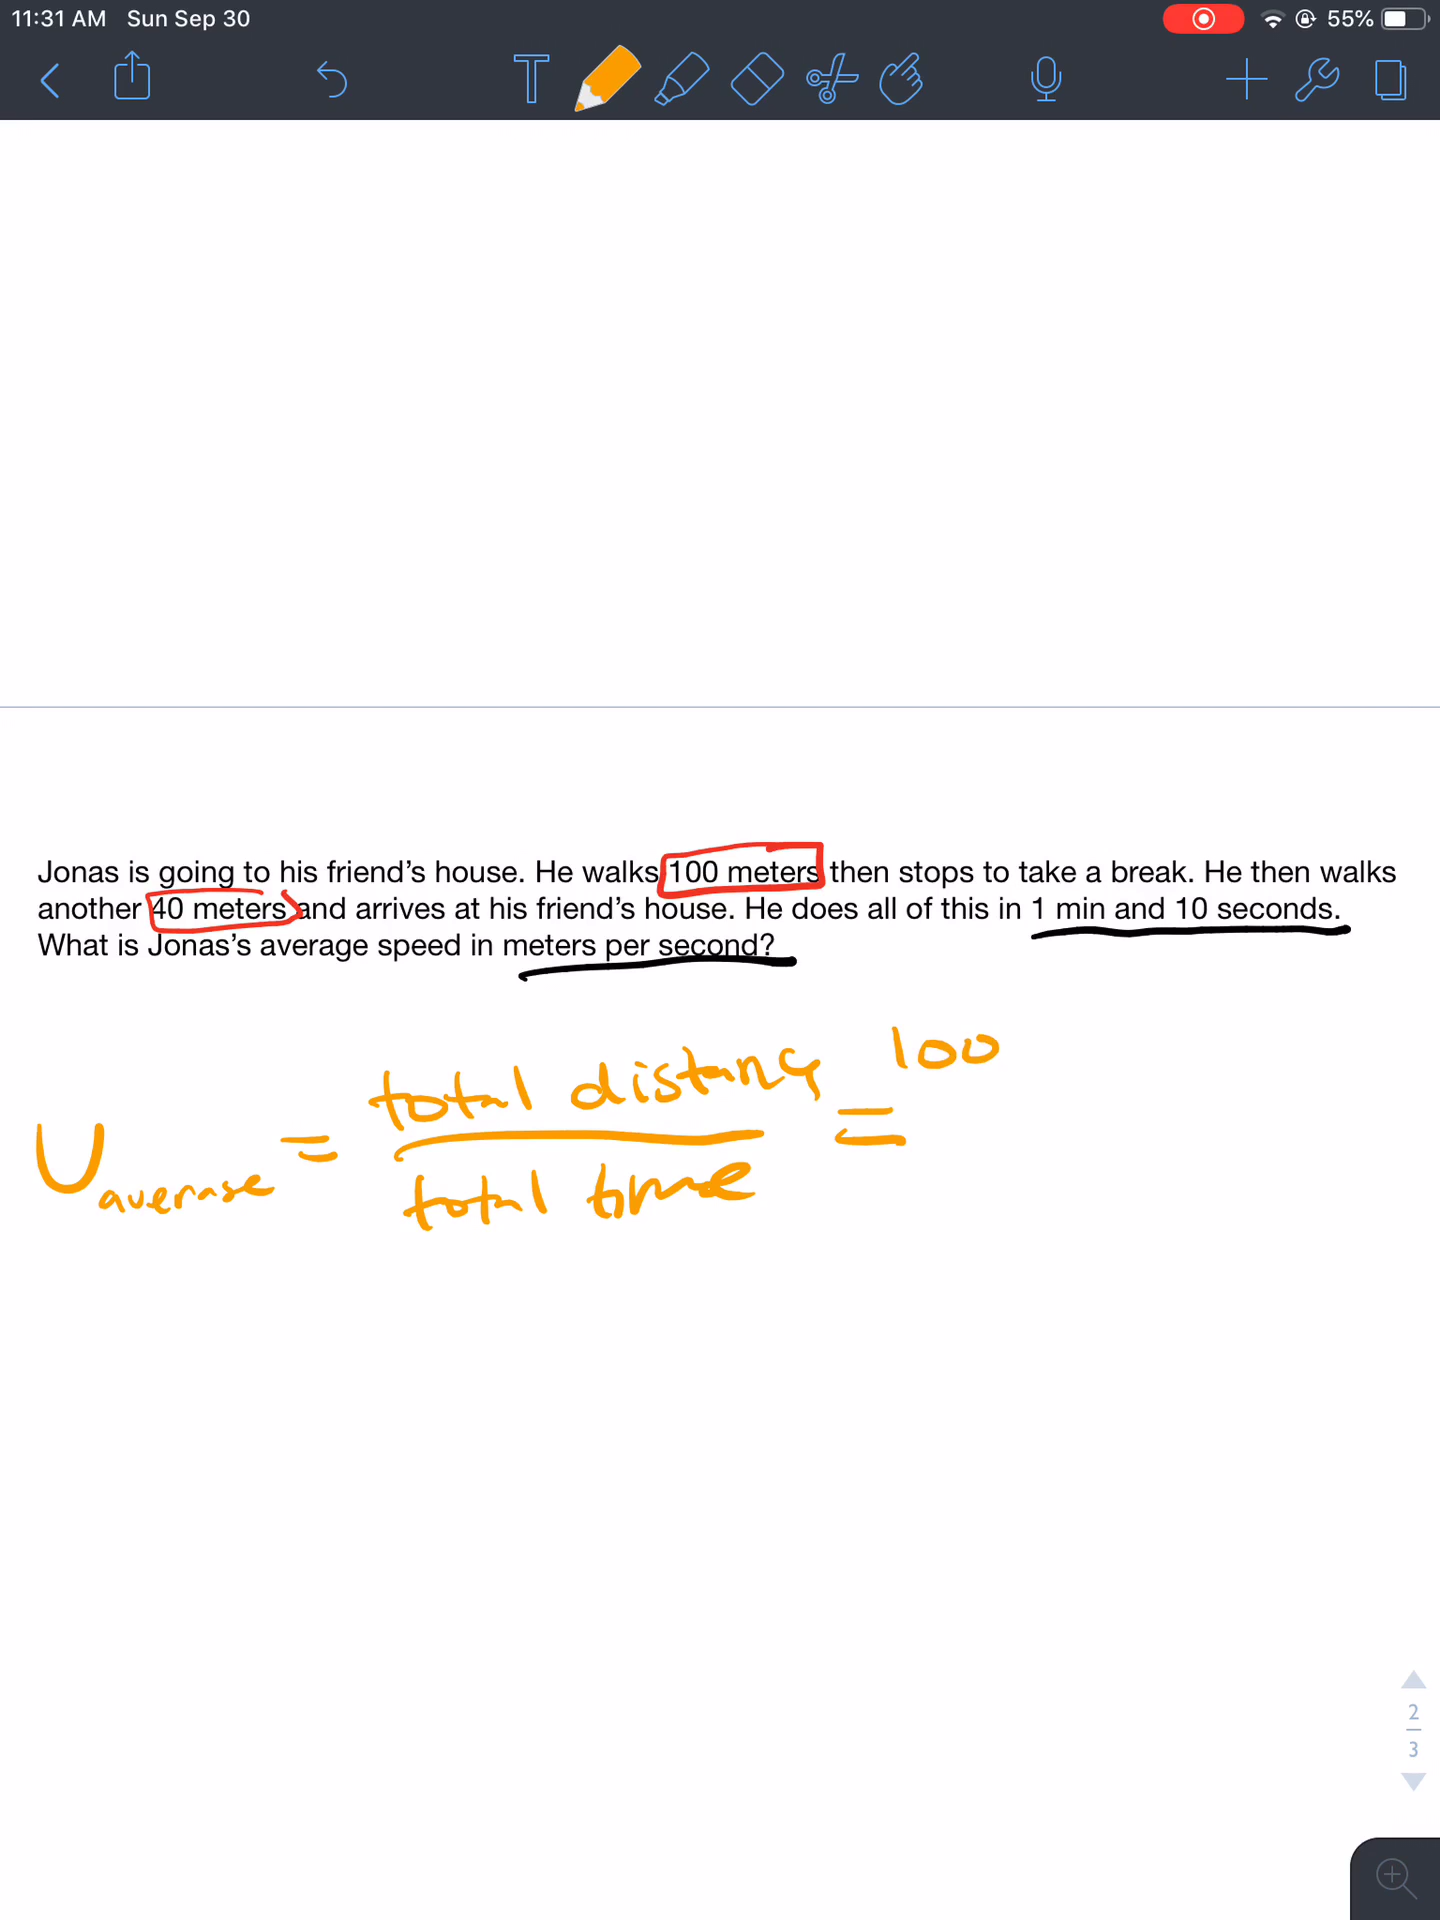 11:31 AM Sun Sep 30
55%
T
Jonas is going to his friend’s house. He walks 100 meters then stops to take a break. He then walks
another 40 meters and arrives at his friend’s house. He does all of this in 1 min and 10 seconds.
What is Jonas’s average speed in meters per second?
total distance 100
U average = =
total time
2
3